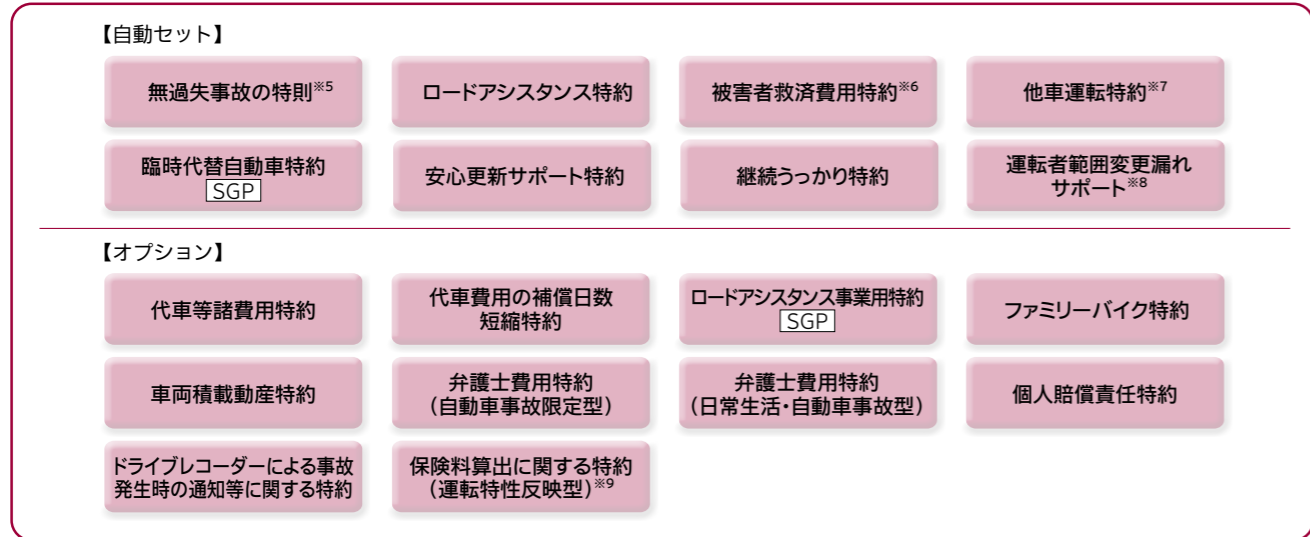 【自動セット】
無過失事故の特則※5
ロードアシスタンス特約
被害者救済費用特約※6
他車運転特約※7
臨時代替自動車特約
SGP
安心更新サポート特約
継続うっかり特約
運転者範囲変更漏れ
サポート※8
【オプション】
代車等諸費用特約
代車費用の補償日数
短縮特約
ロードアシスタンス事業用特約
SGP
ファミリーバイク特約
車両積載動産特約
弁護士費用特約
（自動車事故限定型）
弁護士費用特約
（日常生活・自動車事故型）
個人賠償責任特約
ドライブレコーダーによる事故
発生時の通知等に関する特約
保険料算出に関する特約
（運転特性反映型）※9